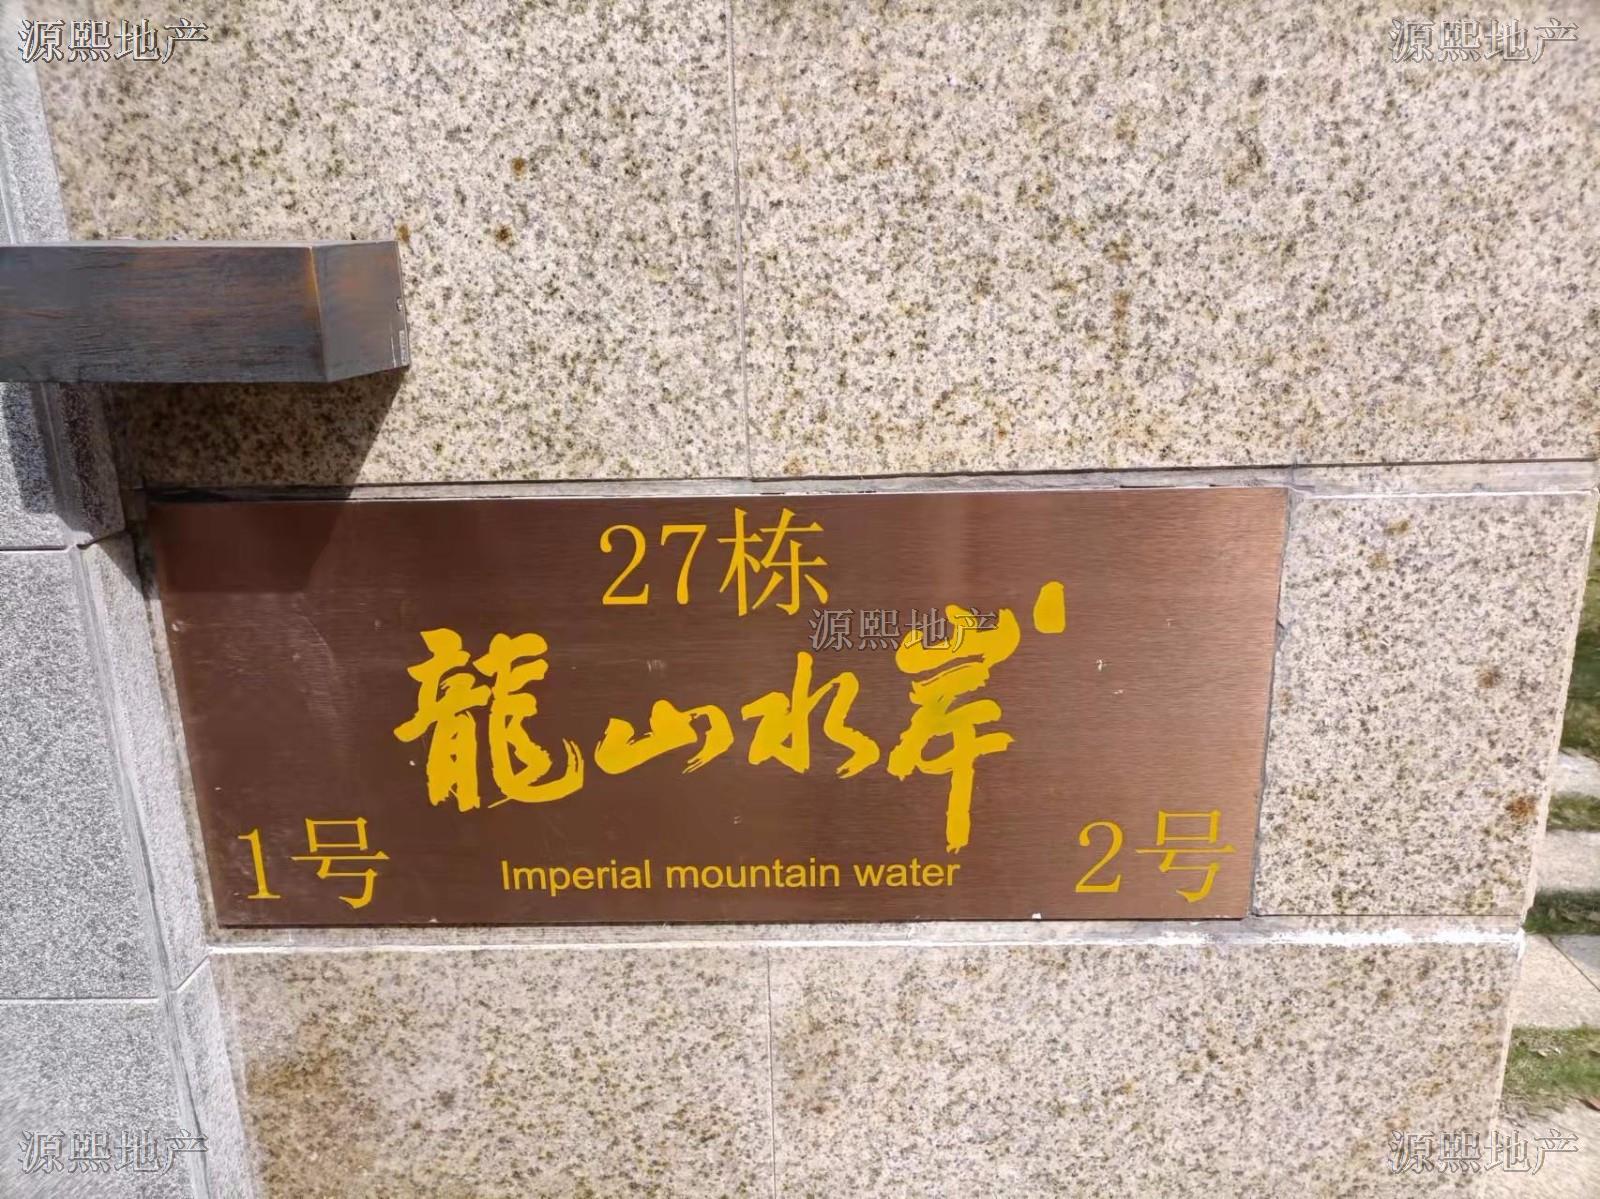 源熙地产
源熙地产
27栋
源熙地产
龍山水岸
1号
Imperial mountain water
2号
源熙地产
源熙地产